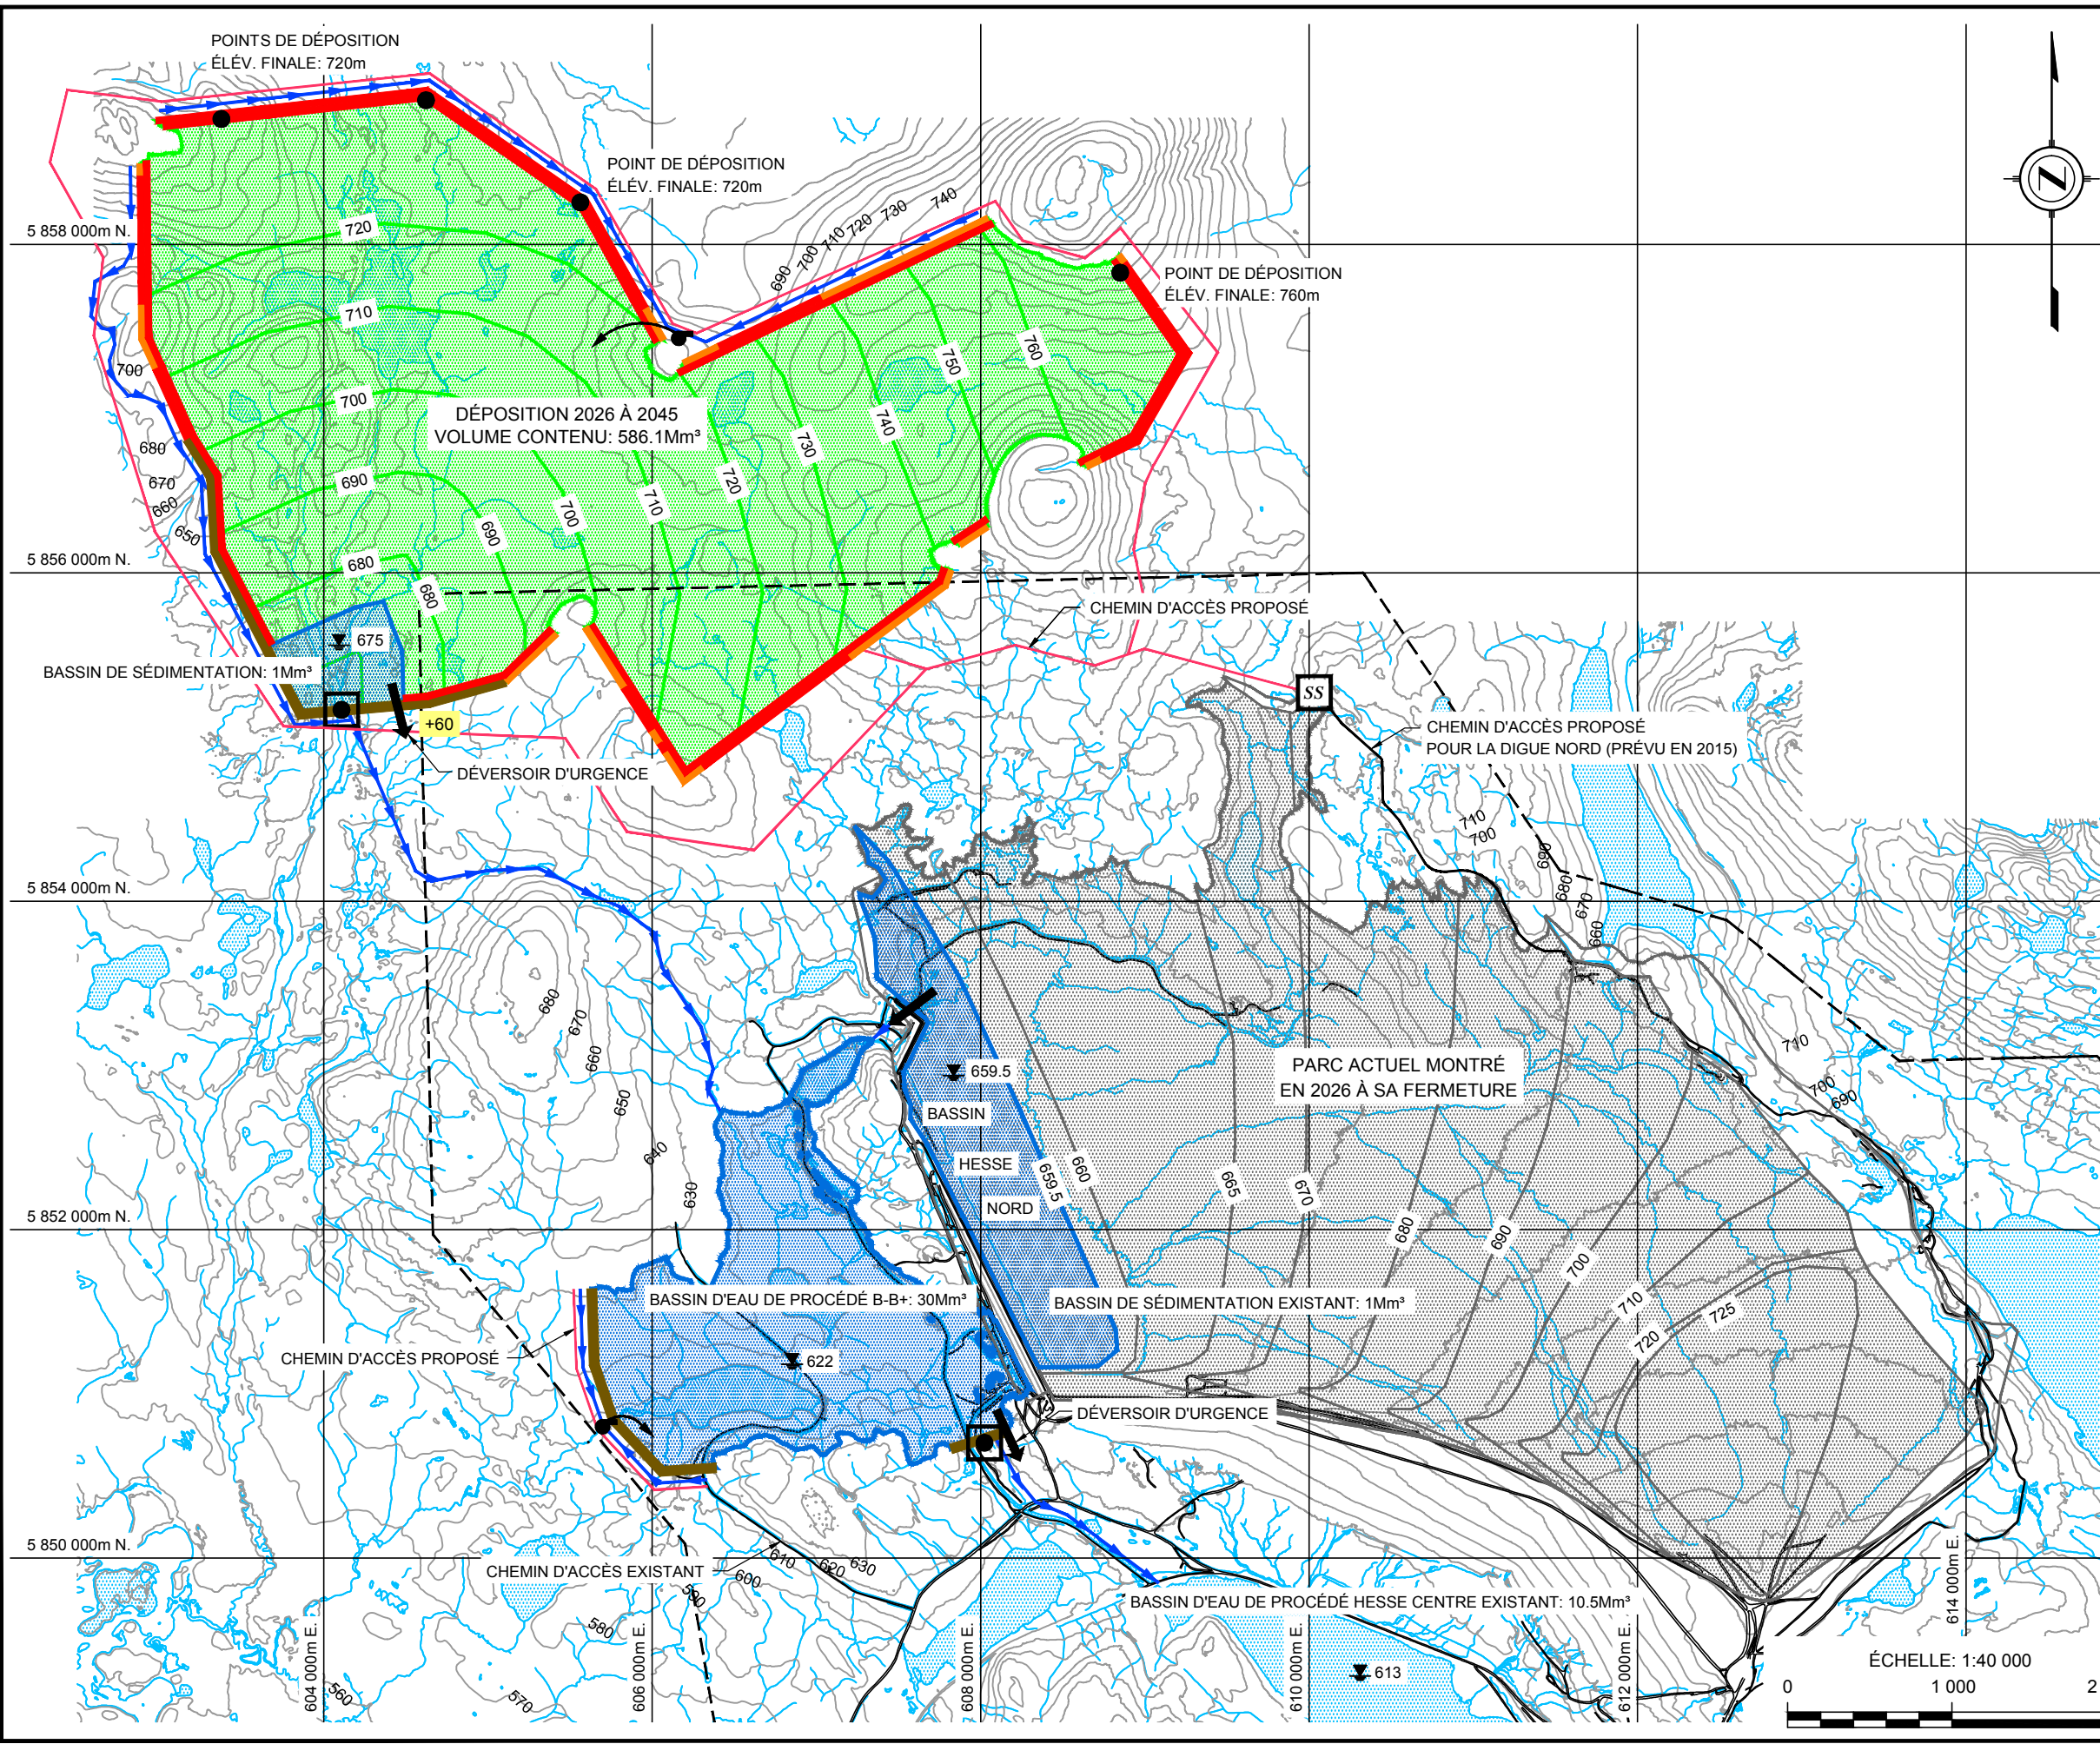 POINTS DE DÉPOSITION
ÉLÉV. FINALE: 720m
POINT DE DÉPOSITION
ÉLÉV. FINALE: 720m
N
690
700
710
720
730
740
5 858 000m N.
720
POINT DE DÉPOSITION
ÉLÉV. FINALE: 760m
710
750
760
700
700
DÉPOSITION 2026 À 2045
VOLUME CONTENU: 586.1Mm³
740
730
680
670
660
650
690
690
700
710
720
5 856 000m N.
680
680
CHEMIN D'ACCÈS PROPOSÉ
675
BASSIN DE SÉDIMENTATION: 1Mm³
SS
+60
CHEMIN D'ACCÈS PROPOSÉ
POUR LA DIGUE NORD (PRÉVU EN 2015)
DÉVERSOIR D'URGENCE
710
700
690
680
670
660
5 854 000m N.
680
670
660
650
640
630
659.5
PARC ACTUEL MONTRÉ
EN 2026 À SA FERMETURE
BASSIN
HESSE
NORD
659.5
660
665
670
680
690
700
710
720
725
710
700
690
5 852 000m N.
BASSIN D'EAU DE PROCÉDÉ B-B+: 30Mm³
BASSIN DE SÉDIMENTATION EXISTANT: 1Mm³
CHEMIN D'ACCÈS PROPOSÉ
622
DÉVERSOIR D'URGENCE
5 850 000m N.
CHEMIN D'ACCÈS EXISTANT
610
620
630
600
590
580
570
560
BASSIN D'EAU DE PROCÉDÉ HESSE CENTRE EXISTANT: 10.5Mm³
613
604 000m E.
606 000m E.
608 000m E.
610 000m E.
612 000m E.
614 000m E.
ÉCHELLE: 1:40 000
0 1 000 2